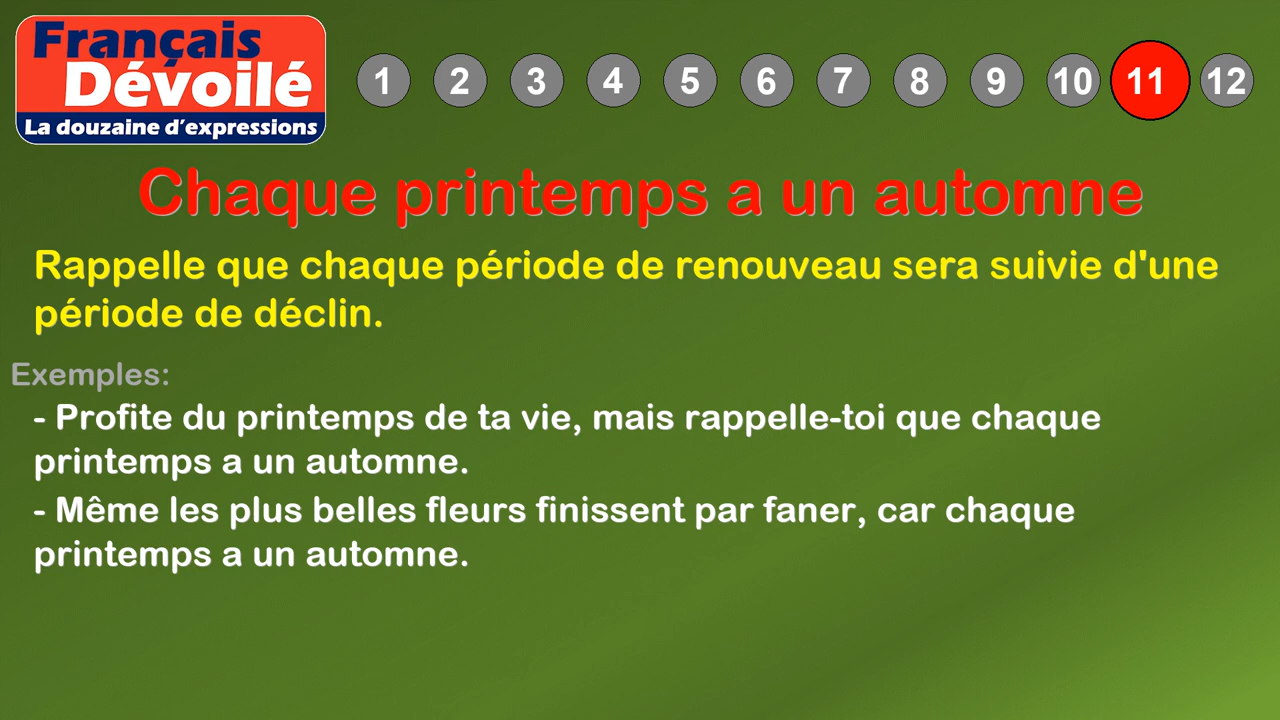 Français
Dévoilé
La douzaine d'expressions
1 2 3 4 5 6 7 8 9 10 11 12
Chaque printemps a un automne
Rappelle que chaque période de renouveau sera suivie d'une
période de déclin.
Exemples:
- Profite du printemps de ta vie, mais rappelle-toi que chaque
printemps a un automne.
- Même les plus belles fleurs finissent par faner, car chaque
printemps a un automne.